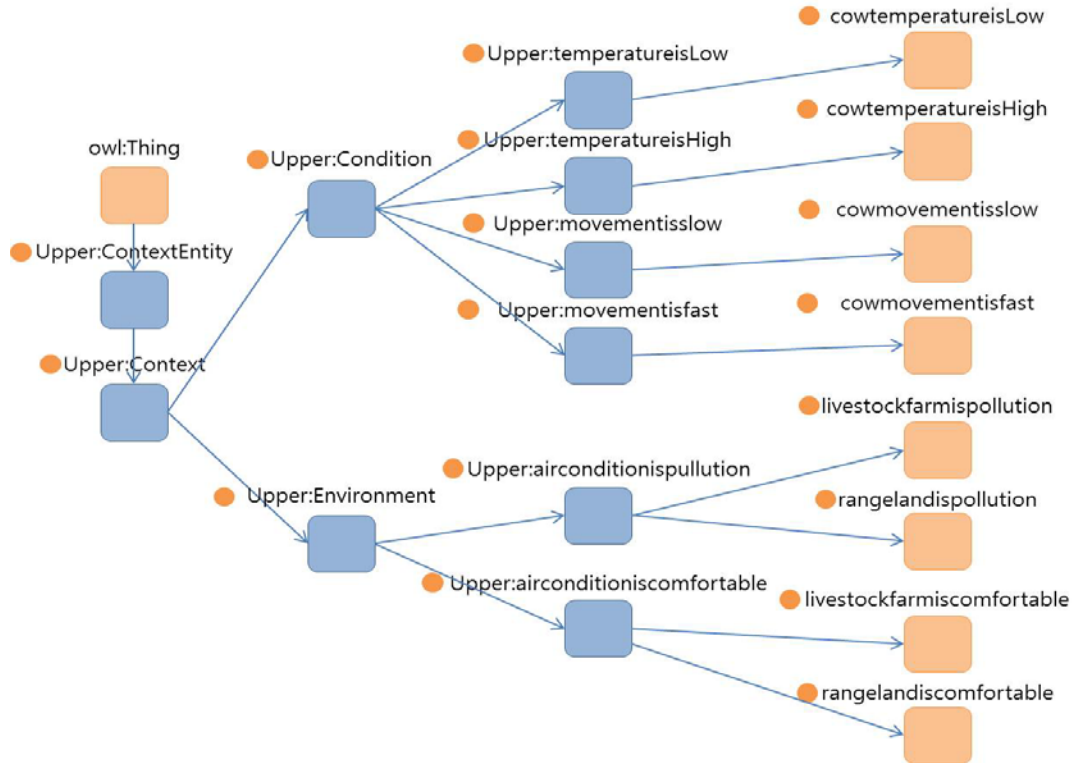 owl:Thing
Upper:ContextEntity
Upper:Context
Upper:Condition
Upper:Environment
Upper:temperatureisLow
Upper:temperatureisHigh
Upper:movementisslow
Upper:movementisfast
Upper:airconditionispullution
Upper:airconditioniscomfortable
cowtemperatureisLow
cowtemperatureisHigh
cowmovementisslow
cowmovementisfast
livestockfarmispollution
rangelandispollution
livestockfarmiscomfortable
rangelandiscomfortable